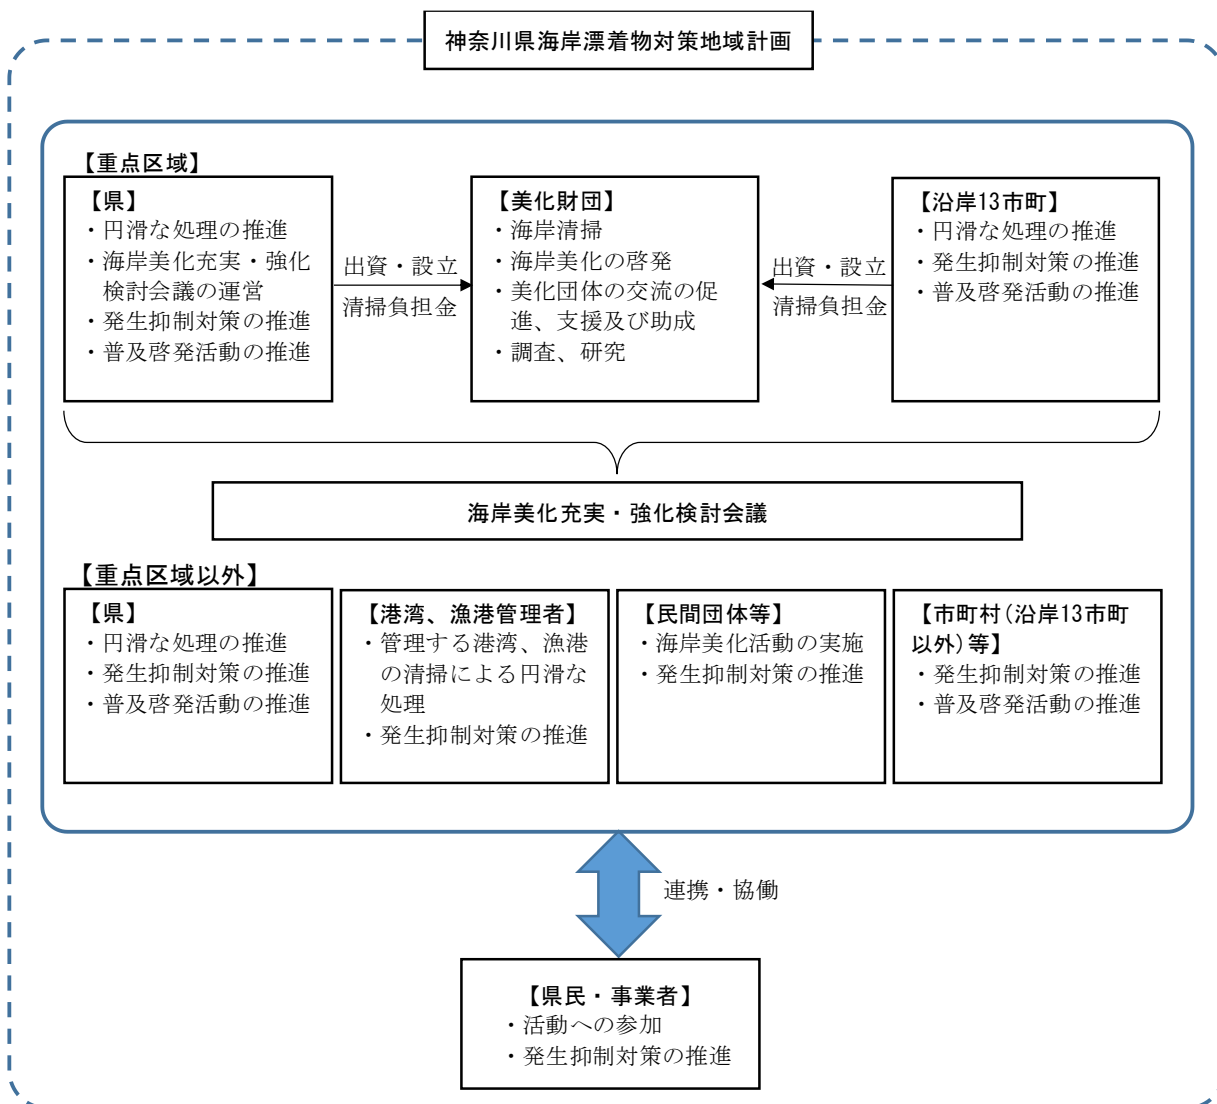 神奈川県海岸漂着物対策地域計画
【重点区域】
【県】
・円滑な処理の推進
・海岸美化充実・強化
検討会議の運営
・発生抑制対策の推進
・普及啓発活動の推進
出資・設立
清掃負担金
【美化財団】
・海岸清掃
・海岸美化の啓発
・美化団体の交流の促
進、支援及び助成
・調査、研究
出資・設立
清掃負担金
【沿岸13市町】
・円滑な処理の推進
・発生抑制対策の推進
・普及啓発活動の推進
海岸美化充実・強化検討会議
【重点区域以外】
【県】
・円滑な処理の推進
・発生抑制対策の推進
・普及啓発活動の推進
【港湾、漁港管理者】
・管理する港湾、漁港
の清掃による円滑な
処理
・発生抑制対策の推進
【民間団体等】
・海岸美化活動の実施
・発生抑制対策の推進
【市町村(沿岸13市町
以外)等】
・発生抑制対策の推進
・普及啓発活動の推進
連携・協働
【県民・事業者】
・活動への参加
・発生抑制対策の推進